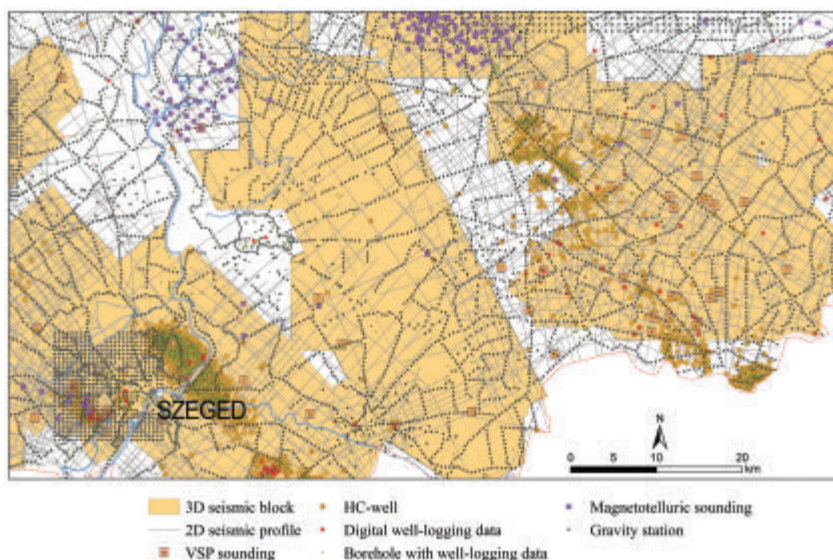 SZEGED
N
0 10 20
km
3D seismic block
HC-well
Magnetotelluric sounding
2D seismic profile
Digital well-logging data
Gravity station
VSP sounding
Borehole with well-logging data